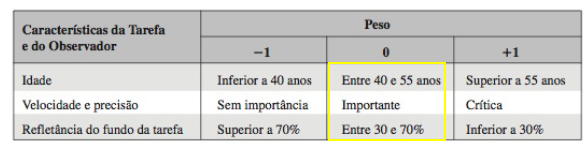 Características da Tarefa e do Observador Peso
−1 0 +1
Idade Inferior a 40 anos Entre 40 e 55 anos Superior a 55 anos
Velocidade e precisão Sem importância Importante Crítica
Refletância do fundo da tarefa Superior a 70% Entre 30 e 70% Inferior a 30%